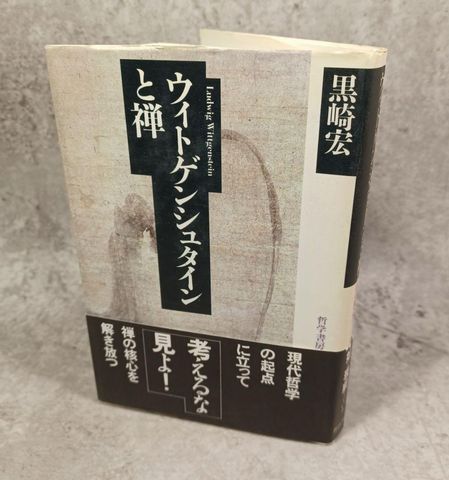 Ludwig Wittgenstein
ウィトゲンシュタイン
と禅
黒崎宏
哲学書房
現代哲学
の起点
に立って
考えるな
見よ!
禅の核心を
解き放つ